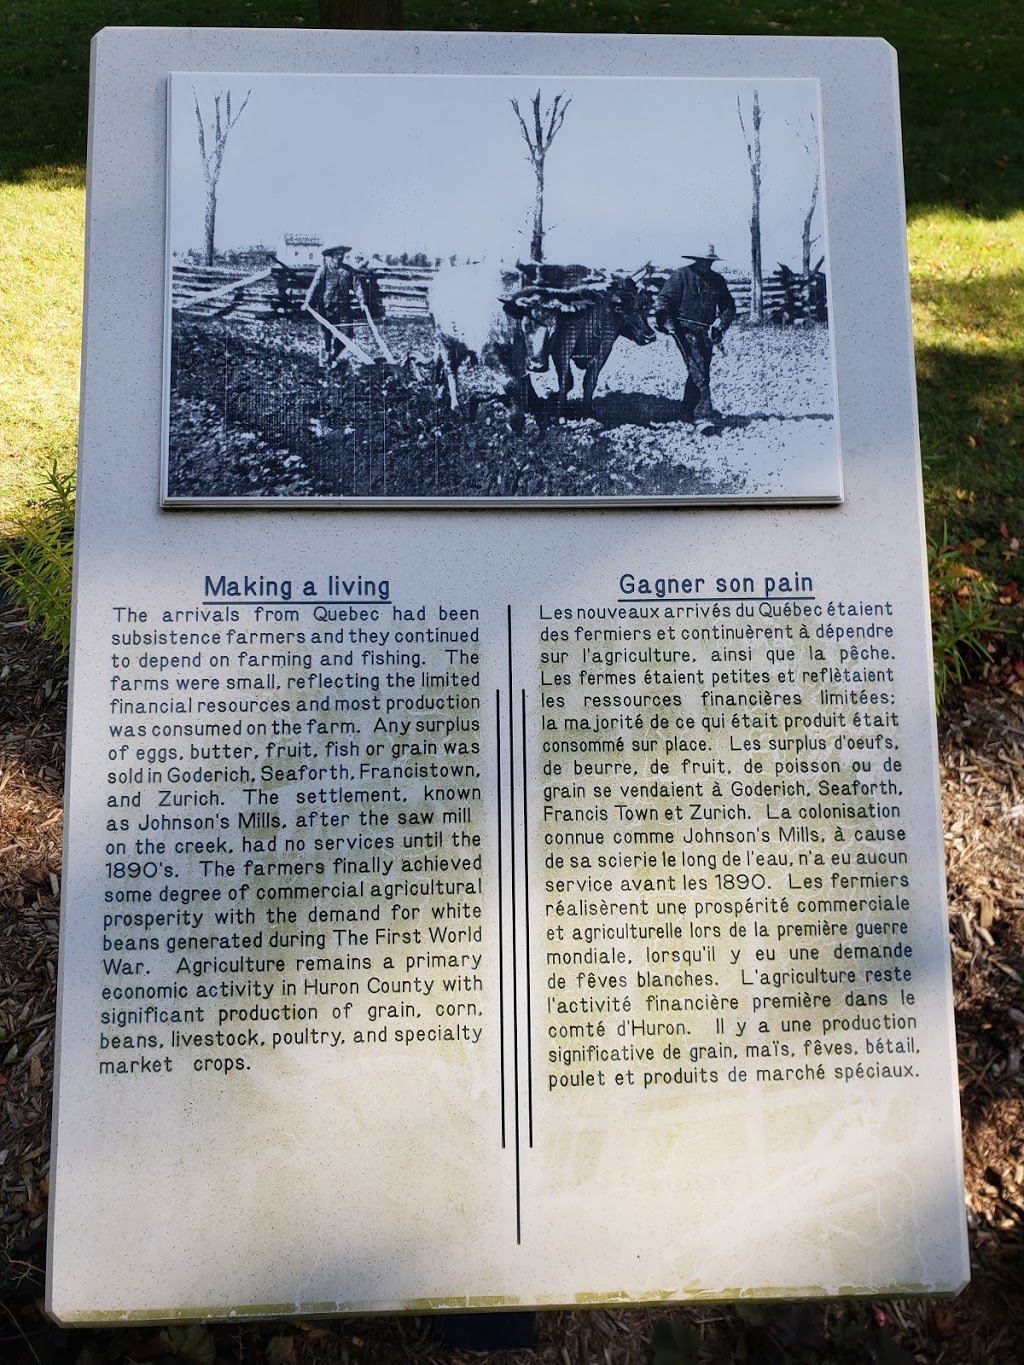 Making a living
The arrivals from Quebec had been
subsistence farmers and they continued
to depend on farming and fishing. The
farms were small, reflecting the limited
financial resources and most production
was consumed on the farm. Any surplus
of eggs, butter, fruit, fish or grain was
sold in Goderich, Seaforth, Francistown,
and Zurich. The settlement, known
as Johnson's Mills, after the saw mill
on the creek, had no services until the
1890's. The farmers finally achieved
some degree of commercial agricultural
prosperity with the demand for white
beans generated during The First World
War. Agriculture remains a primary
economic activity in Huron County with
significant production of grain, corn,
beans, livestock, poultry, and specialty
market crops.
Gagner son pain
Les nouveaux arrivés du Québec étaient
des fermiers et continuèrent à dépendre
sur l'agriculture, ainsi que la pêche.
Les fermes étaient petites et reflètaient
les ressources financières limitées;
la majorité de ce qui était produit était
consommé sur place. Les surplus d'oeufs,
de beurre, de fruit, de poisson ou de
grain se vendaient à Goderich, Seaforth,
Francis Town et Zurich. La colonisation
connue comme Johnson's Mills, à cause
de sa scierie le long de l'eau, n'a eu aucun
service avant les 1890. Les fermiers
réalisèrent une prospérité commerciale
et agriculturelle lors de la première guerre
mondiale, lorsqu'il y eu une demande
de fêves blanches. L'agriculture reste
l'activité financière première dans le
comté d'Huron. Il y a une production
significative de grain, maïs, fêves, bétail,
poulet et produits de marché spéciaux.